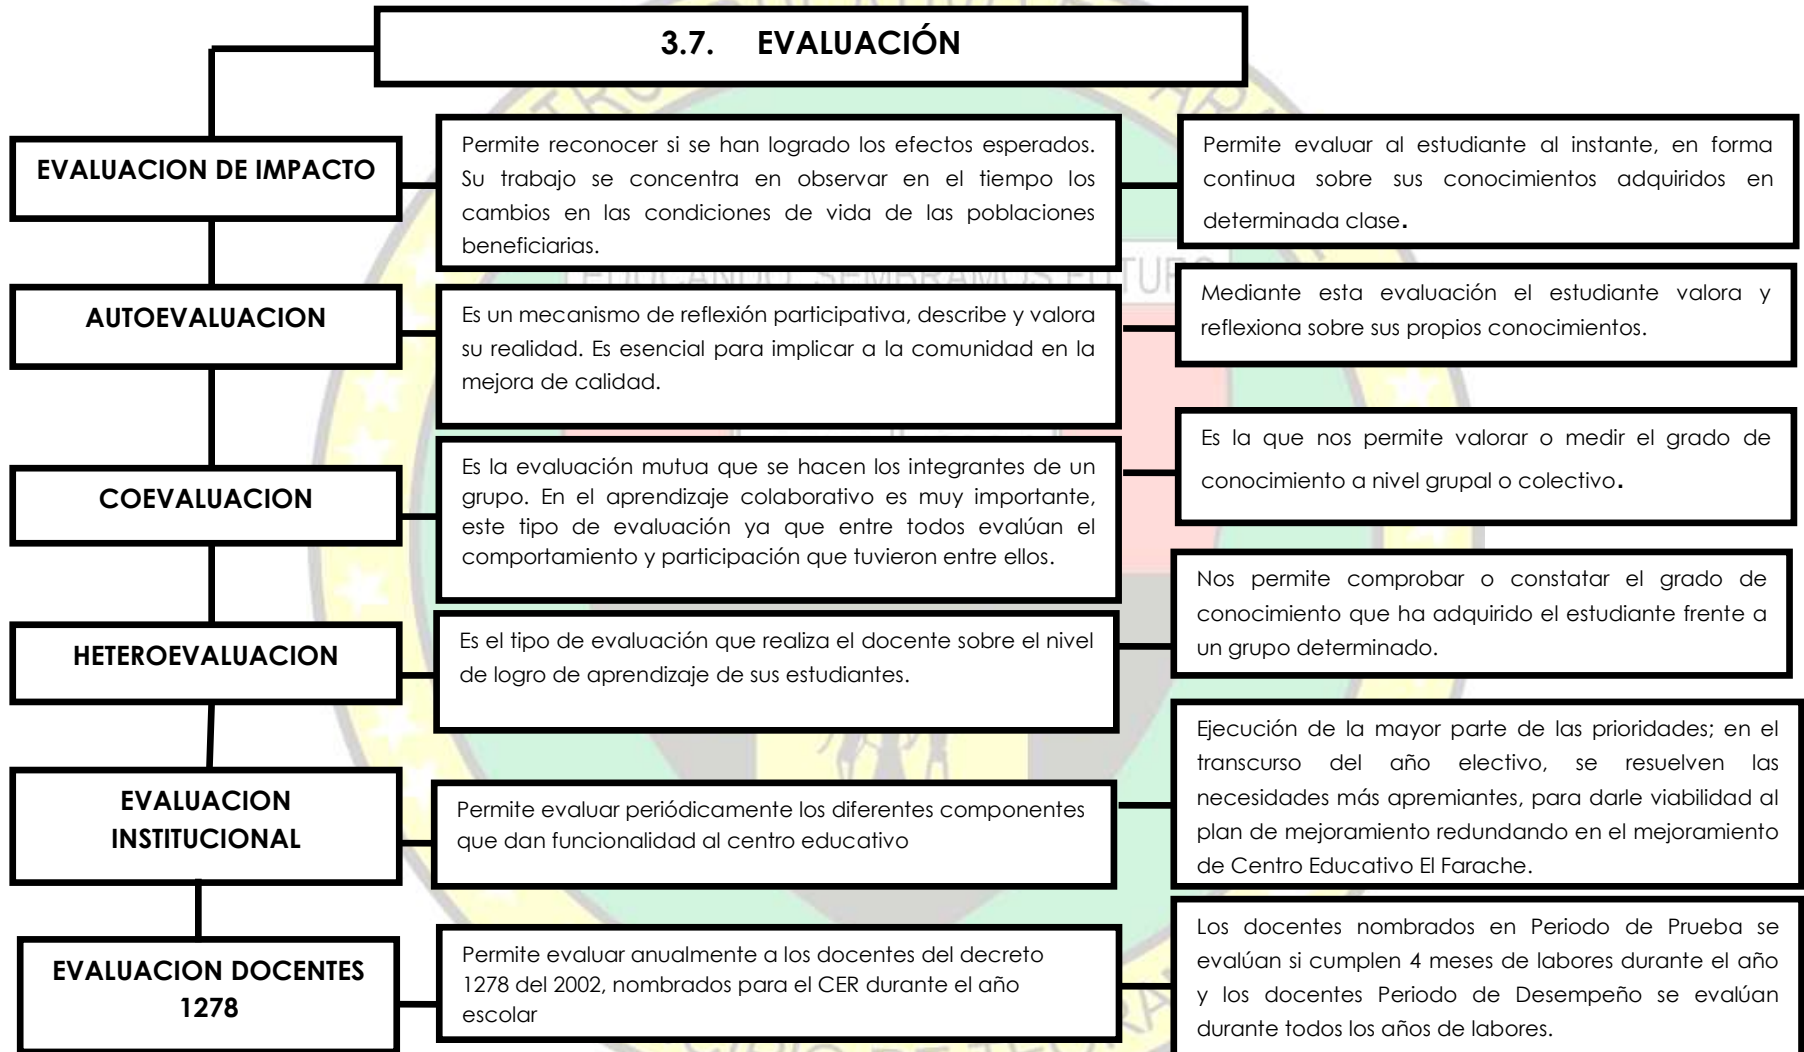 3.7. EVALUACIÓN
EVALUACION DE IMPACTO
Permite reconocer si se han logrado los efectos esperados.
Su trabajo se concentra en observar en el tiempo los
cambios en las condiciones de vida de las poblaciones
beneficiarias.
Permite evaluar al estudiante al instante, en forma
continua sobre sus conocimientos adquiridos en
determinada clase.
EDUCANDO SEMBRAMOS FUTURO
AUTOEVALUACION
Es un mecanismo de reflexión participativa, describe y valora
su realidad. Es esencial para implicar a la comunidad en la
mejora de calidad.
Mediante esta evaluación el estudiante valora y
reflexiona sobre sus propios conocimientos.
COEVALUACION
Es la evaluación mutua que se hacen los integrantes de un
grupo. En el aprendizaje colaborativo es muy importante,
este tipo de evaluación ya que entre todos evalúan el
comportamiento y participación que tuvieron entre ellos.
Es la que nos permite valorar o medir el grado de
conocimiento a nivel grupal o colectivo.
HETEROEVALUACION
Es el tipo de evaluación que realiza el docente sobre el nivel
de logro de aprendizaje de sus estudiantes.
Nos permite comprobar o constatar el grado de
conocimiento que ha adquirido el estudiante frente a
un grupo determinado.
EVALUACION
INSTITUCIONAL
Permite evaluar periódicamente los diferentes componentes
que dan funcionalidad al centro educativo
Ejecución de la mayor parte de las prioridades; en el
transcurso del año electivo, se resuelven las
necesidades más apremiantes, para darle viabilidad al
plan de mejoramiento redundando en el mejoramiento
de Centro Educativo El Farache.
EVALUACION DOCENTES
1278
Permite evaluar anualmente a los docentes del decreto
1278 del 2002, nombrados para el CER durante el año
escolar
Los docentes nombrados en Periodo de Prueba se
evalúan si cumplen 4 meses de labores durante el año
y los docentes Periodo de Desempeño se evalúan
durante todos los años de labores.